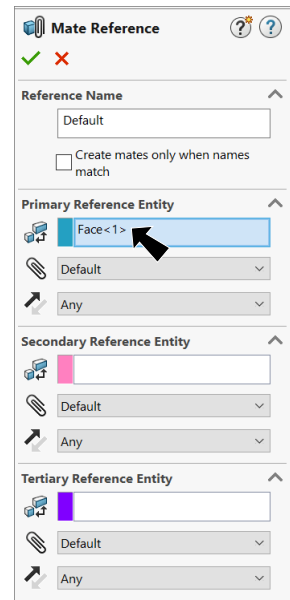 Mate Reference
Reference Name
Default
Create mates only when names
match
Primary Reference Entity
Face<1>
Default
Any
Secondary Reference Entity
Default
Any
Tertiary Reference Entity
Default
Any